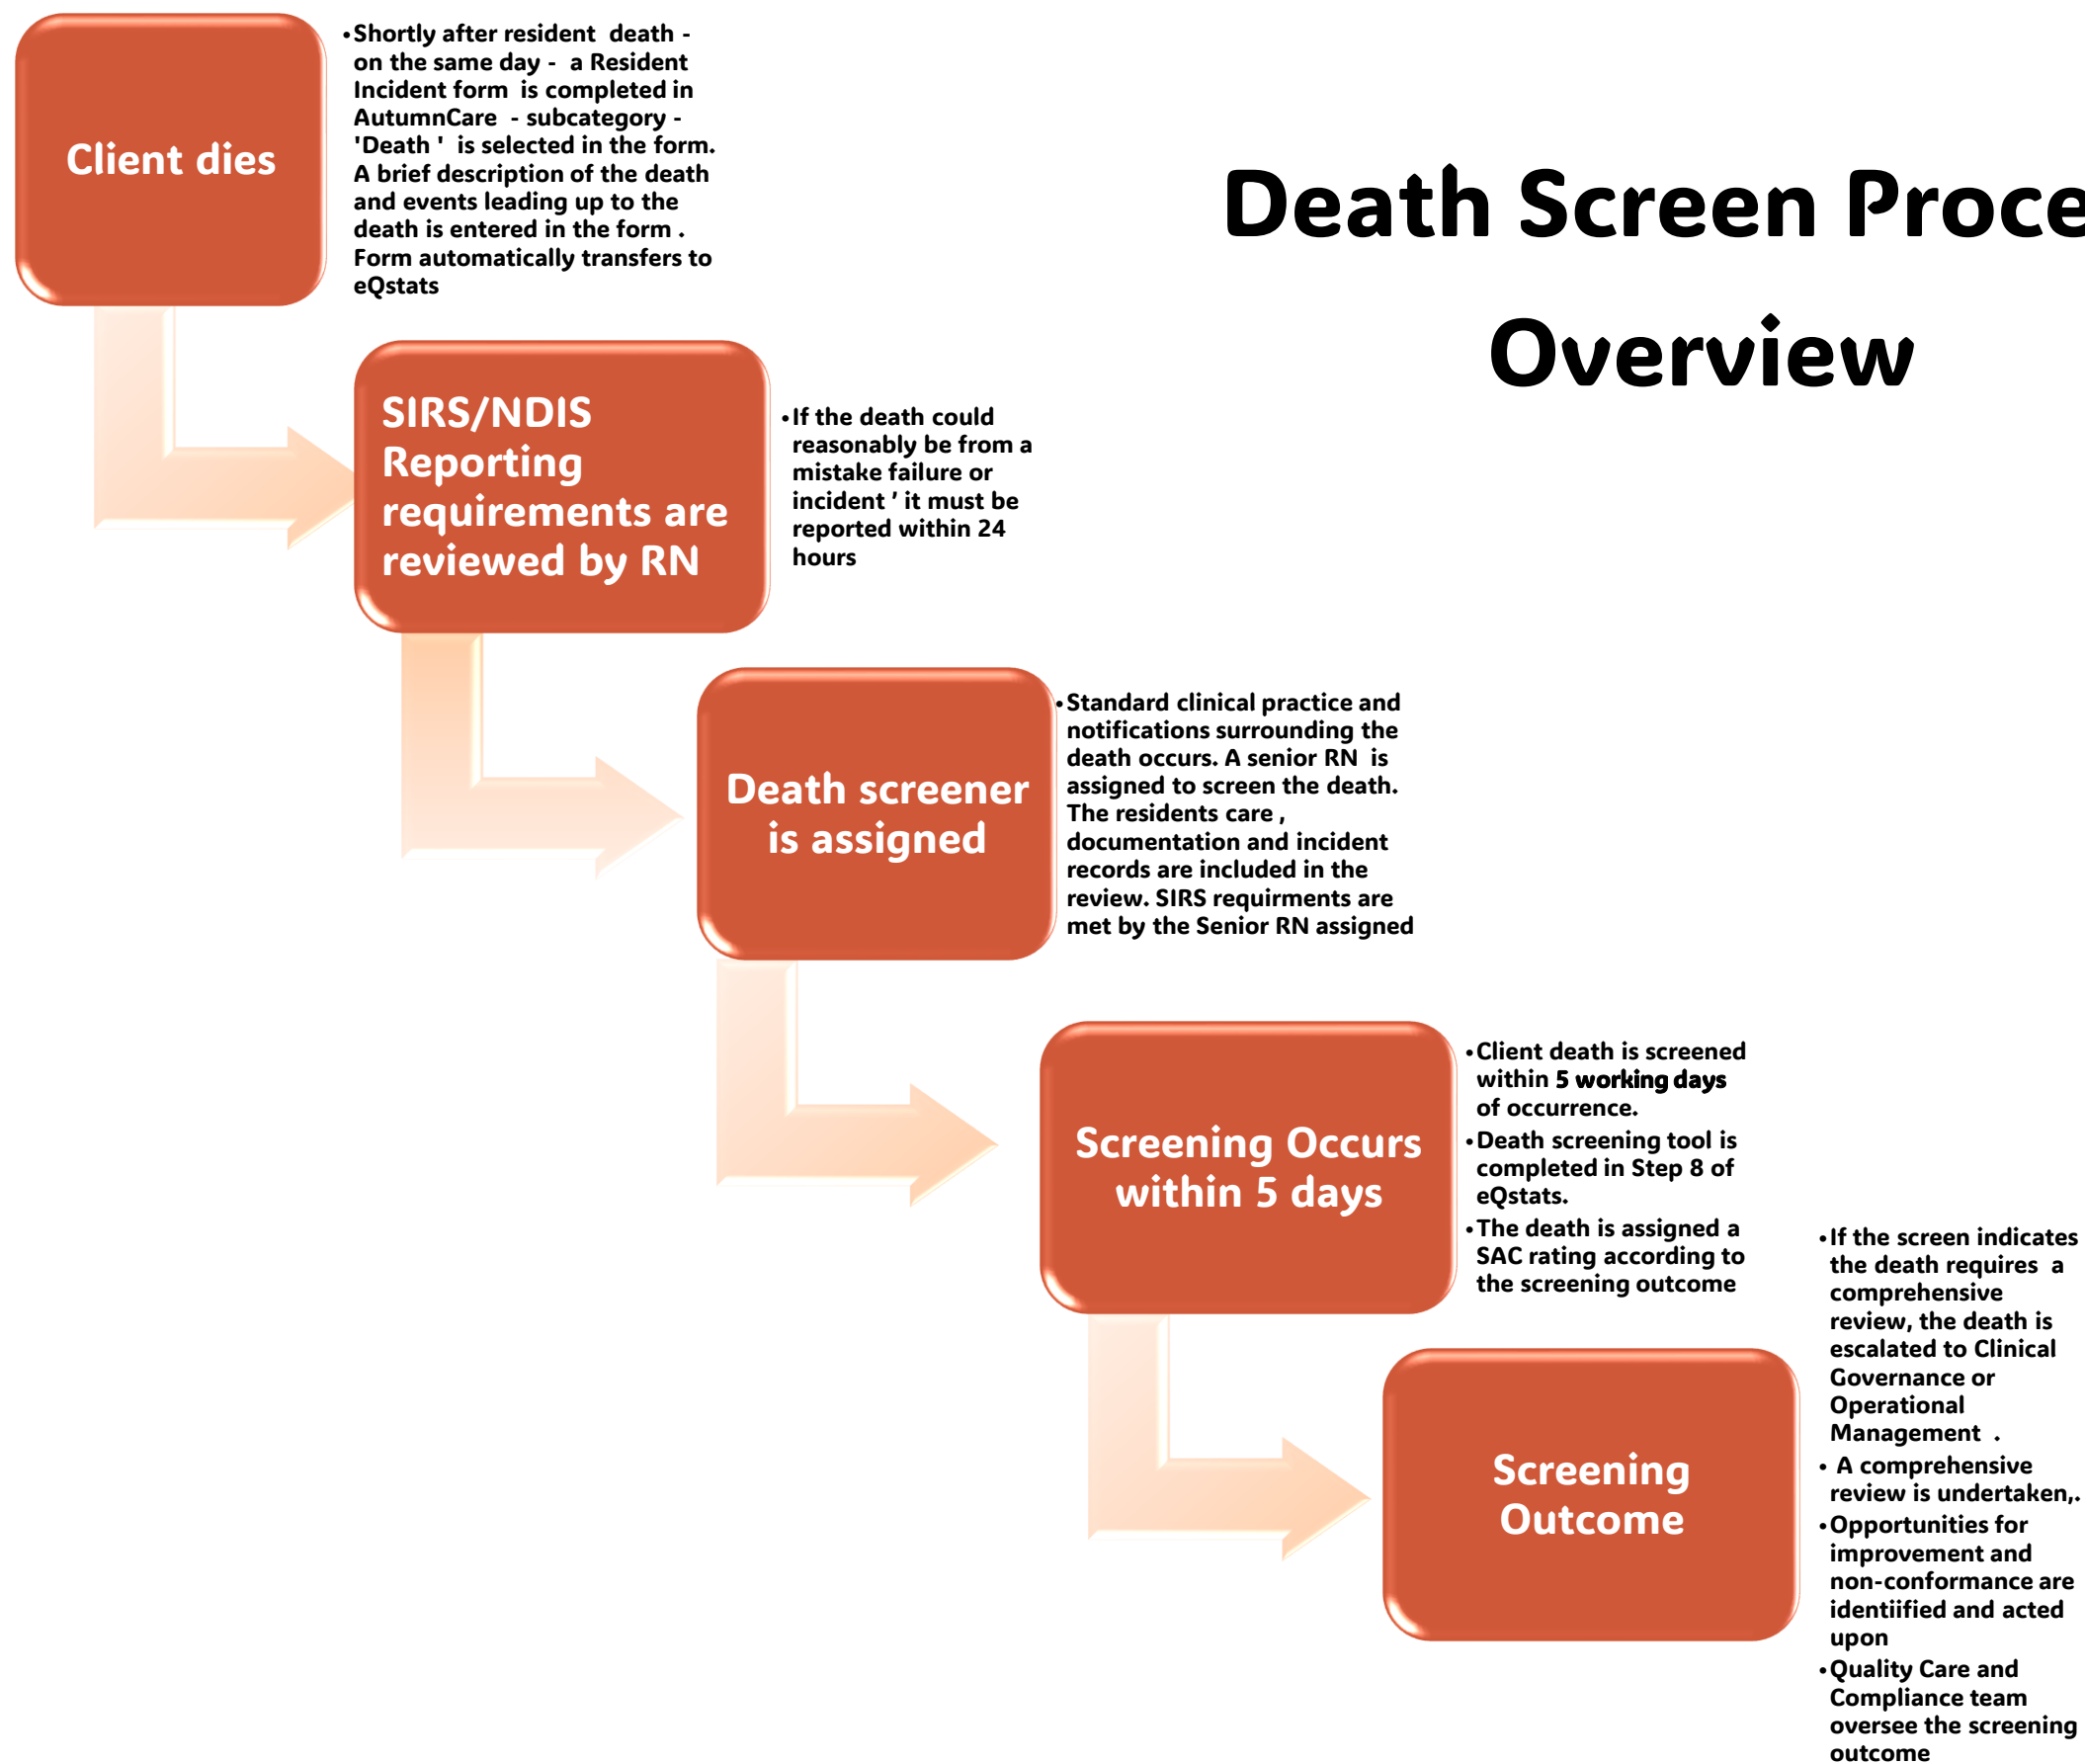 Death Screen Proce
Overview
Client dies
•Shortly after resident death -
on the same day - a Resident
Incident form is completed in
AutumnCare - subcategory -
'Death ' is selected in the form.
A brief description of the death
and events leading up to the
death is entered in the form .
Form automatically transfers to
eQstats
SIRS/NDIS
Reporting
requirements are
reviewed by RN
•If the death could
reasonably be from a
mistake failure or
incident ’ it must be
reported within 24
hours
Death screener
is assigned
•Standard clinical practice and
notifications surrounding the
death occurs. A senior RN is
assigned to screen the death.
The residents care ,
documentation and incident
records are included in the
review. SIRS requirments are
met by the Senior RN assigned
Screening Occurs
within 5 days
•Client death is screened
within 5 working days
of occurrence.
•Death screening tool is
completed in Step 8 of
eQstats.
•The death is assigned a
SAC rating according to
the screening outcome
Screening
Outcome
•If the screen indicates
the death requires a
comprehensive
review, the death is
escalated to Clinical
Governance or
Operational
Management .
• A comprehensive
review is undertaken,.
•Opportunities for
improvement and
non-conformance are
identiified and acted
upon
•Quality Care and
Compliance team
oversee the screening
outcome